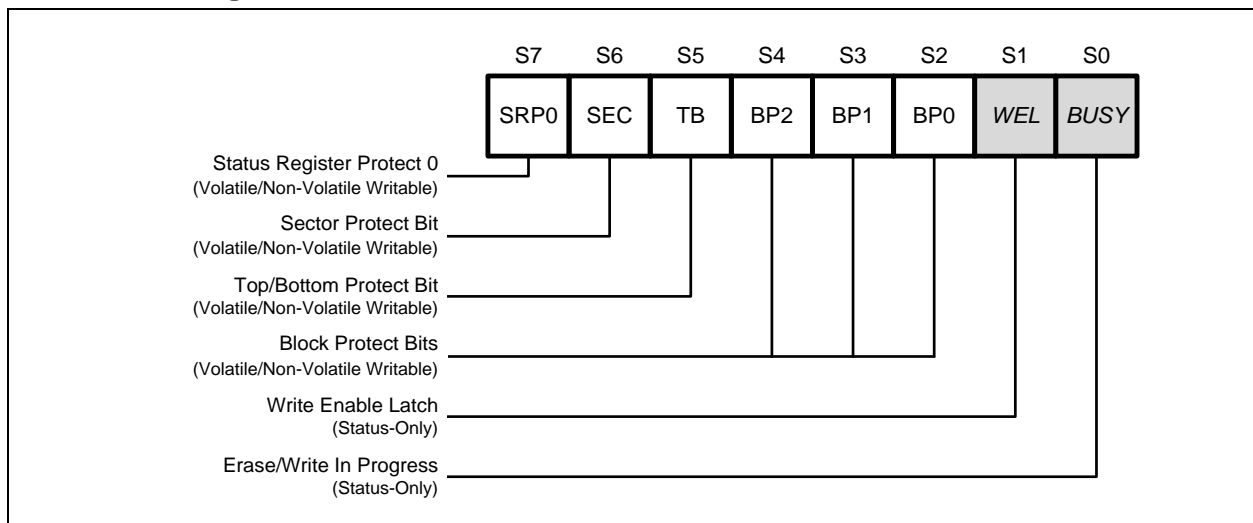 S7 S6 S5 S4 S3 S2 S1 S0
SRP0 SEC TB BP2 BP1 BP0 WEL BUSY
Status Register Protect 0
(Volatile/Non-Volatile Writable)
Sector Protect Bit
(Volatile/Non-Volatile Writable)
Top/Bottom Protect Bit
(Volatile/Non-Volatile Writable)
Block Protect Bits
(Volatile/Non-Volatile Writable)
Write Enable Latch
(Status-Only)
Erase/Write In Progress
(Status-Only)